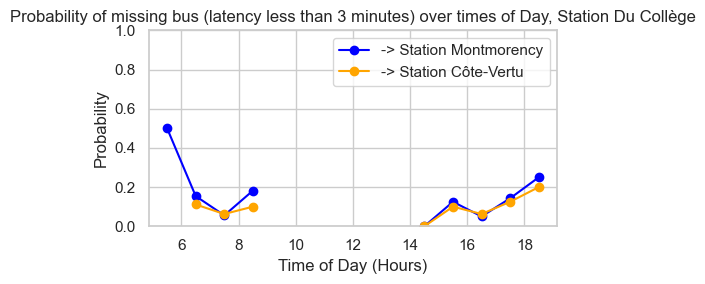 Probability of missing bus (latency less than 3 minutes) over times of Day, Station Du Collège
1.0
-> Station Montmorency
-> Station Côte-Vertu
0.8
0.6
0.4
0.2
0.0
Probability
6 8 10 12 14 16 18
Time of Day (Hours)